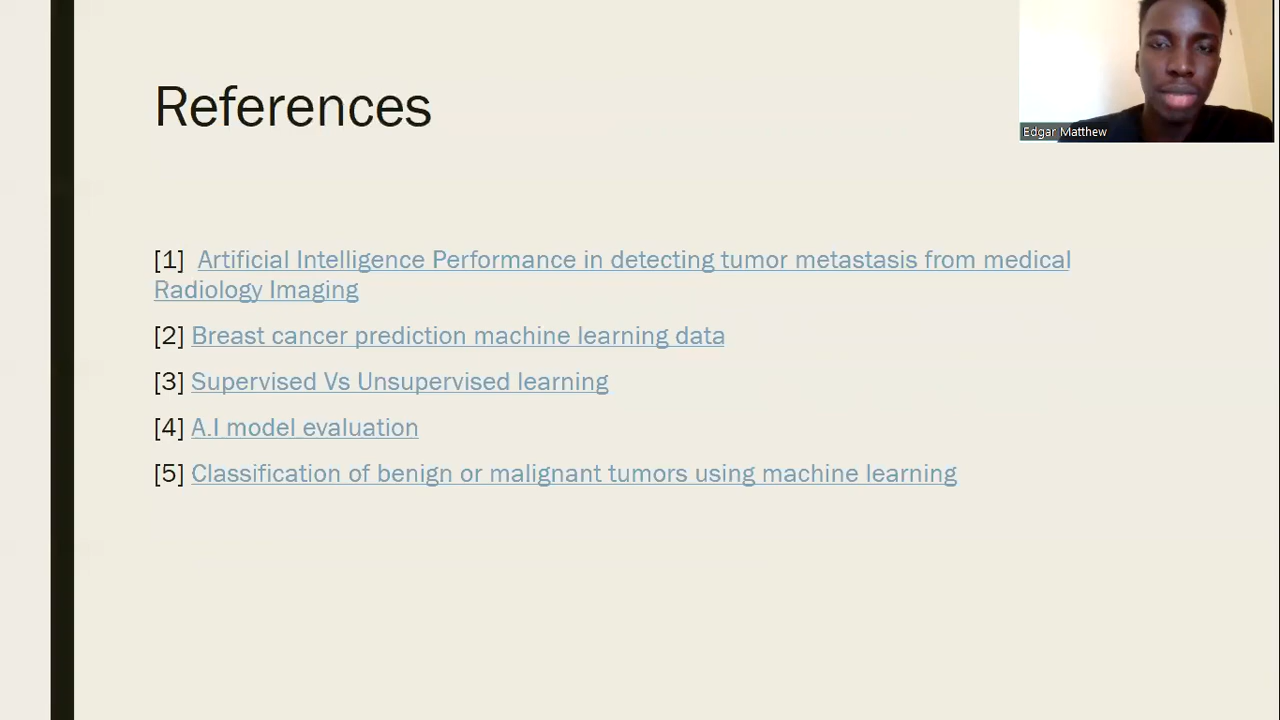 References
Edgar Matthew
[1] Artificial Intelligence Performance in detecting tumor metastasis from medical
Radiology Imaging
[2] Breast cancer prediction machine learning data
[3] Supervised Vs Unsupervised learning
[4] A.I model evaluation
[5] Classification of benign or malignant tumors using machine learning